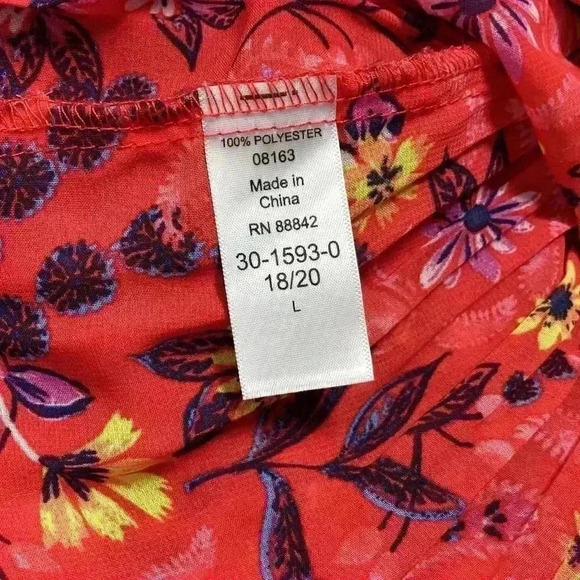 100% POLYESTER
08163
Made in
China
RN 88842
30-1593-0
18/20
L